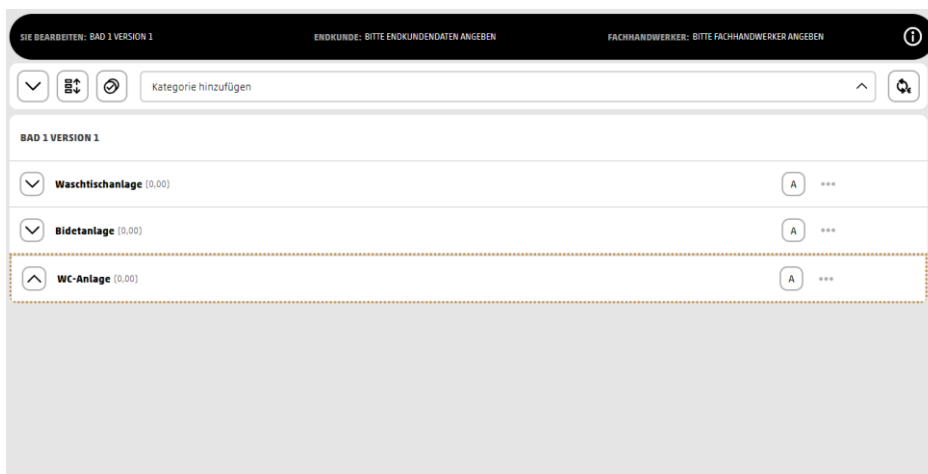 SIE BEARBEITEN: BAD 1 VERSION 1 ENDKUNDE: BITTE ENDKUNDENDATEN ANGEBEN FACHHANDWERKER: BITTE FACHHANDWERKER ANGEBEN
Kategorie hinzufügen
BAD 1 VERSION 1
Waschtischanlage (0,00) A
Bidetanlage (0,00) A
WC-Anlage (0,00) A